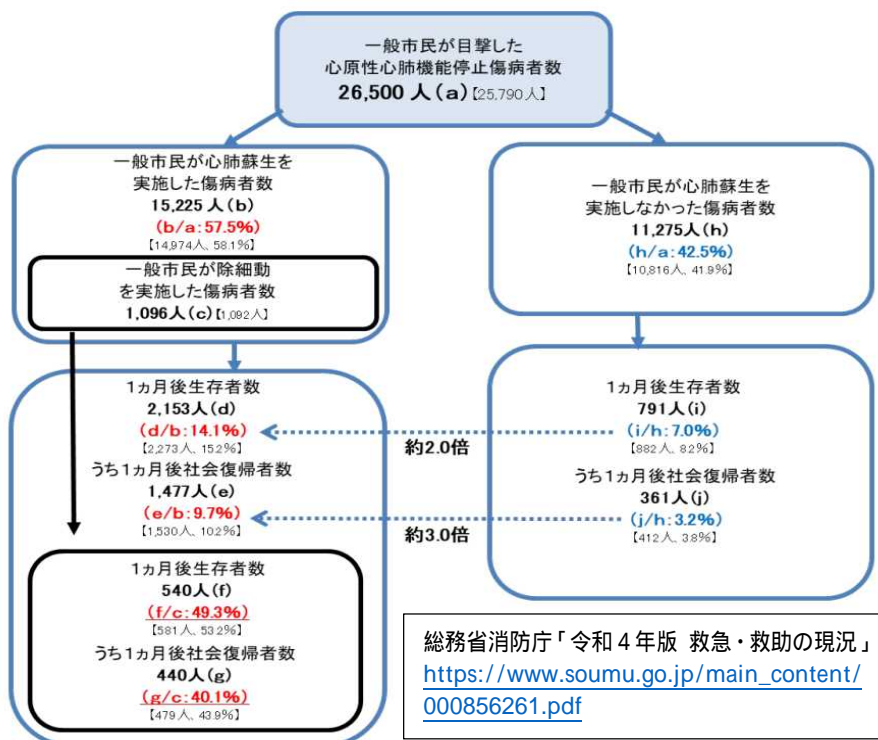 一般市民が目撃した
心原性心肺機能停止傷病者数
26,500 人(a)【25,790人】
一般市民が心肺蘇生を
実施した傷病者数
15,225 人(b)
(b/a:57.5%)
【14,974人、58.1%】
一般市民が除細動
を実施した傷病者数
1,096人(c)【1,092人】
一般市民が心肺蘇生を
実施しなかった傷病者数
11,275人(h)
(h/a:42.5%)
【10,816人、41.9%】
1ヵ月後生存者数
2,153人(d)
(d/b:14.1%)
【2,273人、15.2%】
うち1ヵ月後社会復帰者数
1,477人(e)
(e/b:9.7%)
【1,530人、10.2%】
約2.0倍
約3.0倍
1ヵ月後生存者数
791人(i)
(i/h:7.0%)
【882人、8.2%】
うち1ヵ月後社会復帰者数
361人(j)
(j/h:3.2%)
【412人、3.8%】
1ヵ月後生存者数
540人(f)
(f/c:49.3%)
【581人、53.2%】
うち1ヵ月後社会復帰者数
440人(g)
(g/c:40.1%)
【479人、43.9%】
総務省消防庁「令和4年版 救急・救助の現況」
https://www.soumu.go.jp/main_content/
000856261.pdf